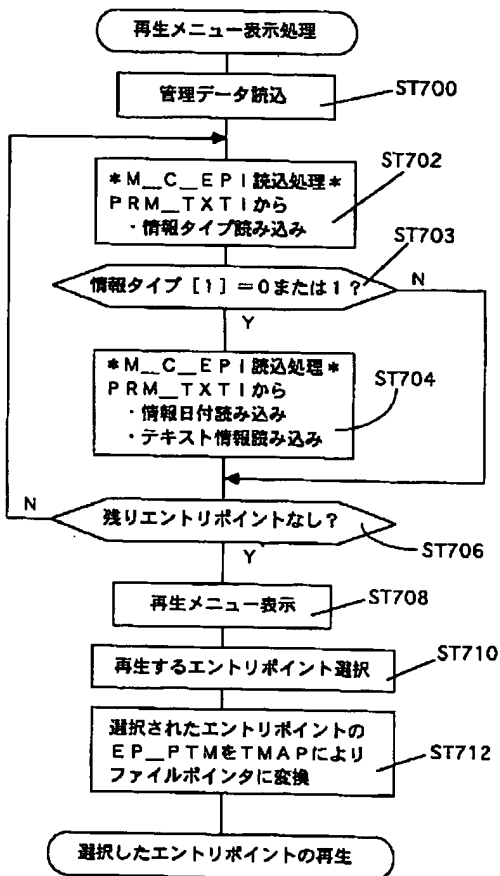 再生メニュー表示処理
管理データ読込
ST700
＊M__C__EPI読込処理＊
PRM__TXTIから
・情報タイプ読み込み
ST702
情報タイプ［1］＝0または1？
ST703
N
Y
＊M__C__EPI読込処理＊
PRM__TXTIから
・情報日付読み込み
・テキスト情報読み込み
ST704
残りエントリポイントなし？
N
ST706
Y
再生メニュー表示
ST708
再生するエントリポイント選択
ST710
選択されたエントリポイントの
EP__PTMをTMAPにより
ファイルポインタに変換
ST712
選択したエントリポイントの再生